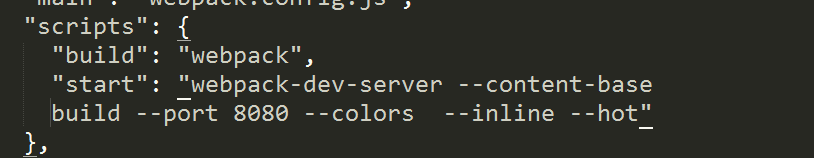 "main": "webpack.config.js",
"scripts": {
"build": "webpack",
"start": "webpack-dev-server --content-base
build --port 8080 --colors  --inline --hot"
},